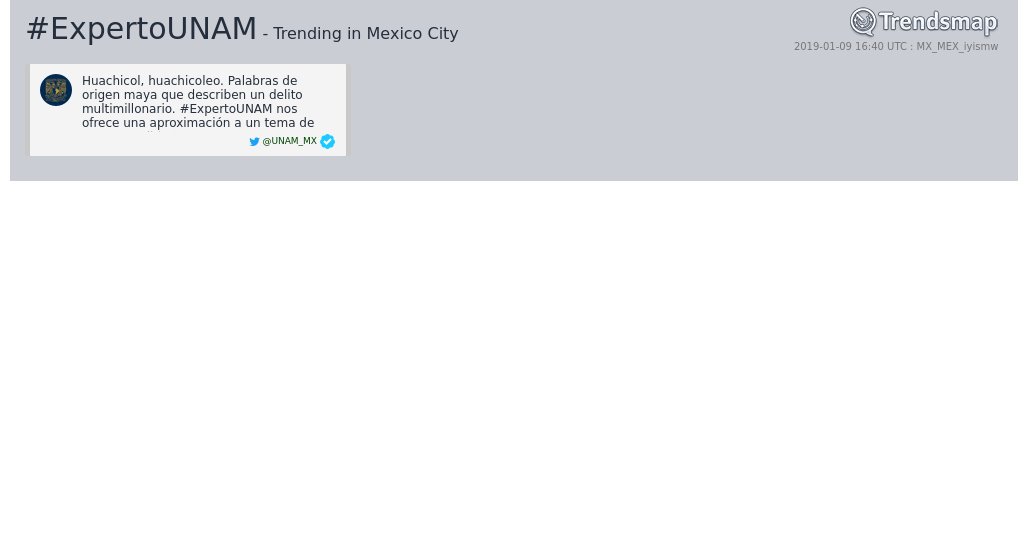 #ExpertoUNAM - Trending in Mexico City
Trendsmap
2019-01-09 16:40 UTC : MX_MEX_iyismw
Huachicol, huachicoleo. Palabras de
origen maya que describen un delito
multimillonario. #ExpertoUNAM nos
ofrece una aproximación a un tema de
@UNAM_MX